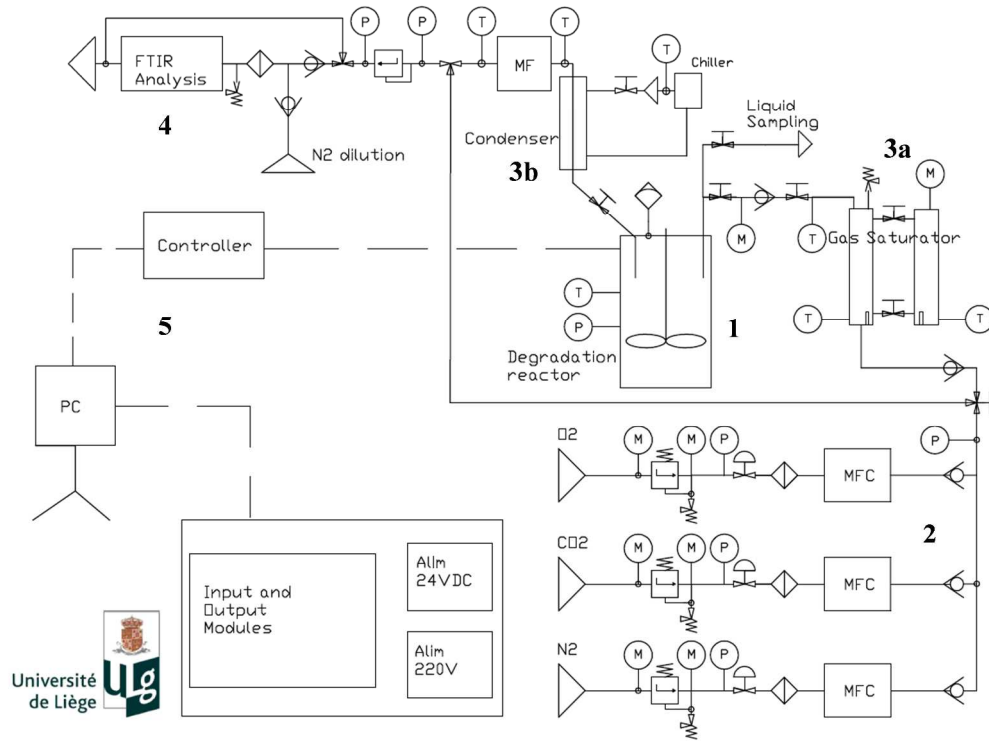 P
P
T
T
T
FTIR
Analysis
MF
Chiller
4
N2 dilution
Condenser
3b
Liquid
Sampling
3a
M
M
T
Gas Saturator
Controller
T
P
1
T
T
5
Degradation
reactor
PC
O2
M
M
P
P
MFC
2
CO2
M
M
P
MFC
N2
M
M
P
MFC
Input and
Output
Modules
Alim
24VDC
Alim
220V
Université
de Liège
ULg